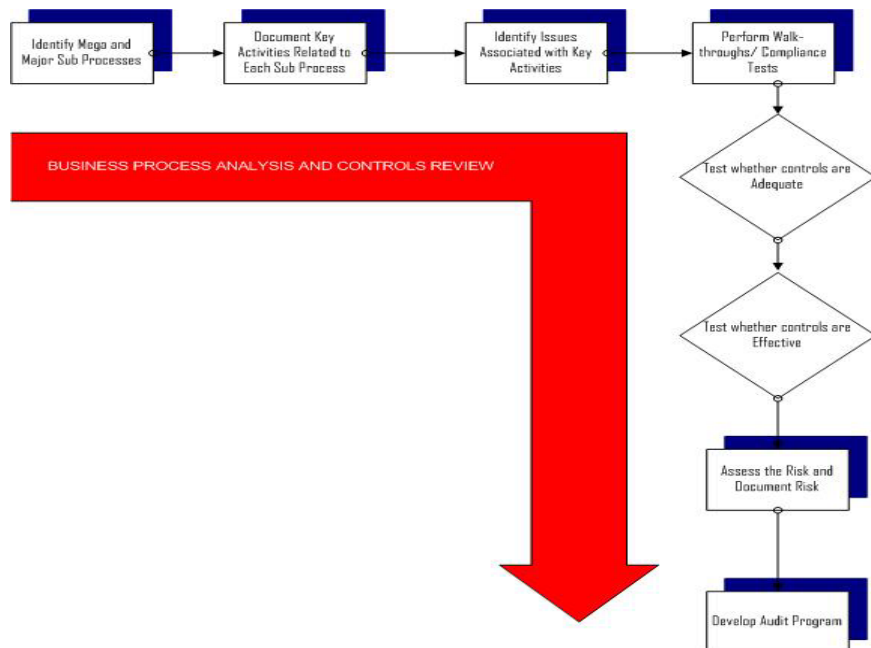 Identify Mega and
Major Sub Processes
Document Key
Activities Related to
Each Sub Process
Identify Issues
Associated with Key
Activities
Perform Walk-
throughs/ Compliance
Tests
BUSINESS PROCESS ANALYSIS AND CONTROLS REVIEW
Test whether controls are
Adequate
Test whether controls are
Effective
Assess the Risk and
Document Risk
Develop Audit Program